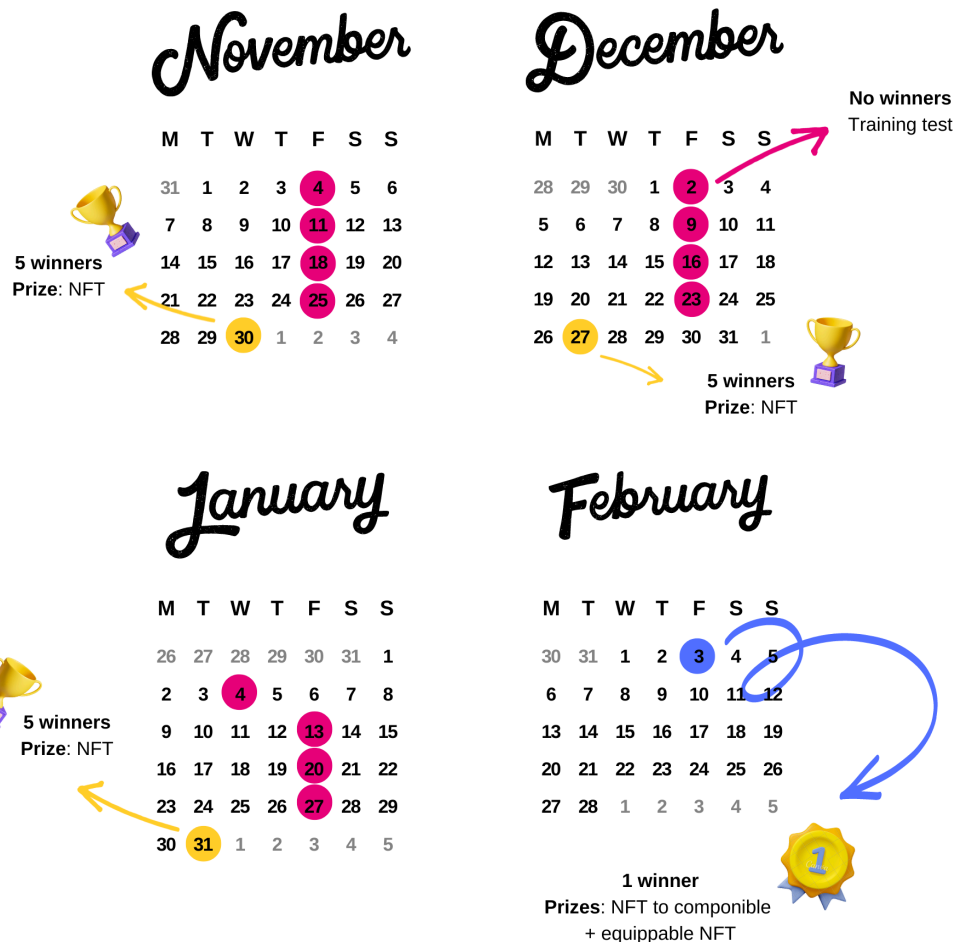 November
M T W T F S S
31 1 2 3 4 5 6
7 8 9 10 11 12 13
14 15 16 17 18 19 20
21 22 23 24 25 26 27
28 29 30 1 2 3 4
5 winners
Prize: NFT
December
M T W T F S S
28 29 30 1 2 3 4
5 6 7 8 9 10 11
12 13 14 15 16 17 18
19 20 21 22 23 24 25
26 27 28 29 30 31 1
No winners
Training test
5 winners
Prize: NFT
January
M T W T F S S
26 27 28 29 30 31 1
2 3 4 5 6 7 8
9 10 11 12 13 14 15
16 17 18 19 20 21 22
23 24 25 26 27 28 29
30 31 1 2 3 4 5
5 winners
Prize: NFT
February
M T W T F S S
30 31 1 2 3 4 5
6 7 8 9 10 11 12
13 14 15 16 17 18 19
20 21 22 23 24 25 26
27 28 1 2 3 4 5
1
1 winner
Prizes: NFT to componible
+ equippable NFT